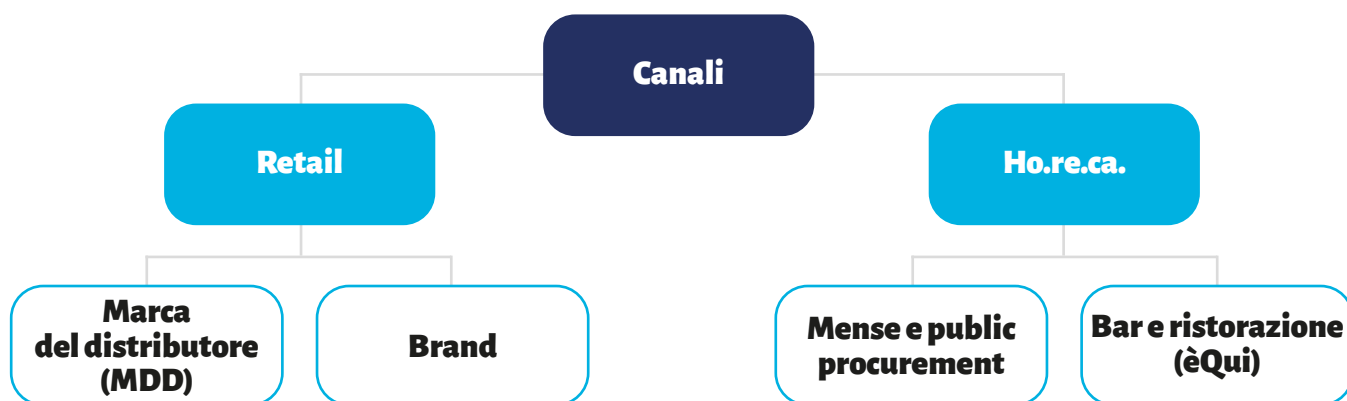 Canali
Retail
Ho.re.ca.
Marca
del distributore
(MDD)
Brand
Mense e public
procurement
Bar e ristorazione
(èQui)